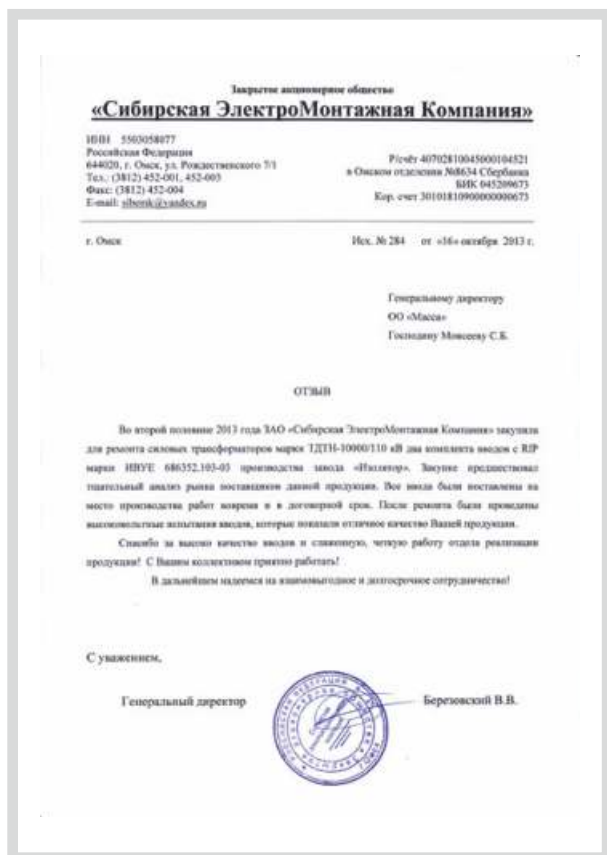 Закрытое акционерное общество
«Сибирская ЭлектроМонтажная Компания»
ИНН 5503058077
Российская Федерация
644020, г. Омск, ул. Рождественского 7/1
Тел.: (3812) 452-001, 452-003
Факс: (3812) 452-004
E-mail: sibemk@yandex.ru
Р/счёт 40702810045000104521
в Омском отделении №8634 Сбербанка
БИК 045209673
Кор. счет 30101810900000000673
г. Омск
Исх. № 284 от «16» октября 2013 г.
Генеральному директору
ОО «Масса»
Господину Моисееву С.Б.
ОТЗЫВ
Во второй половине 2013 года ЗАО «Сибирская ЭлектроМонтажная Компания» закупила
для ремонта силовых трансформаторов марки ТДТН-10000/110 кВ два комплекта вводов с RIP
марки ИВУЕ 686352.103-03 производства завода «Изолятор». Закупке предшествовал
тщательный анализ рынка поставщиков данной продукции. Все ввода были поставлены на
место производства работ вовремя и в договорной срок. После ремонта были проведены
высоковольтные испытания вводов, которые показали отличное качество Вашей продукции.
Спасибо за высоко качество вводов и слаженную, четкую работу отдела реализации
продукции! С Вашим коллективом приятно работать!
В дальнейшем надеемся на взаимовыгодное и долгосрочное сотрудничество!
С уважением,
Генеральный директор
Березовский В.В.